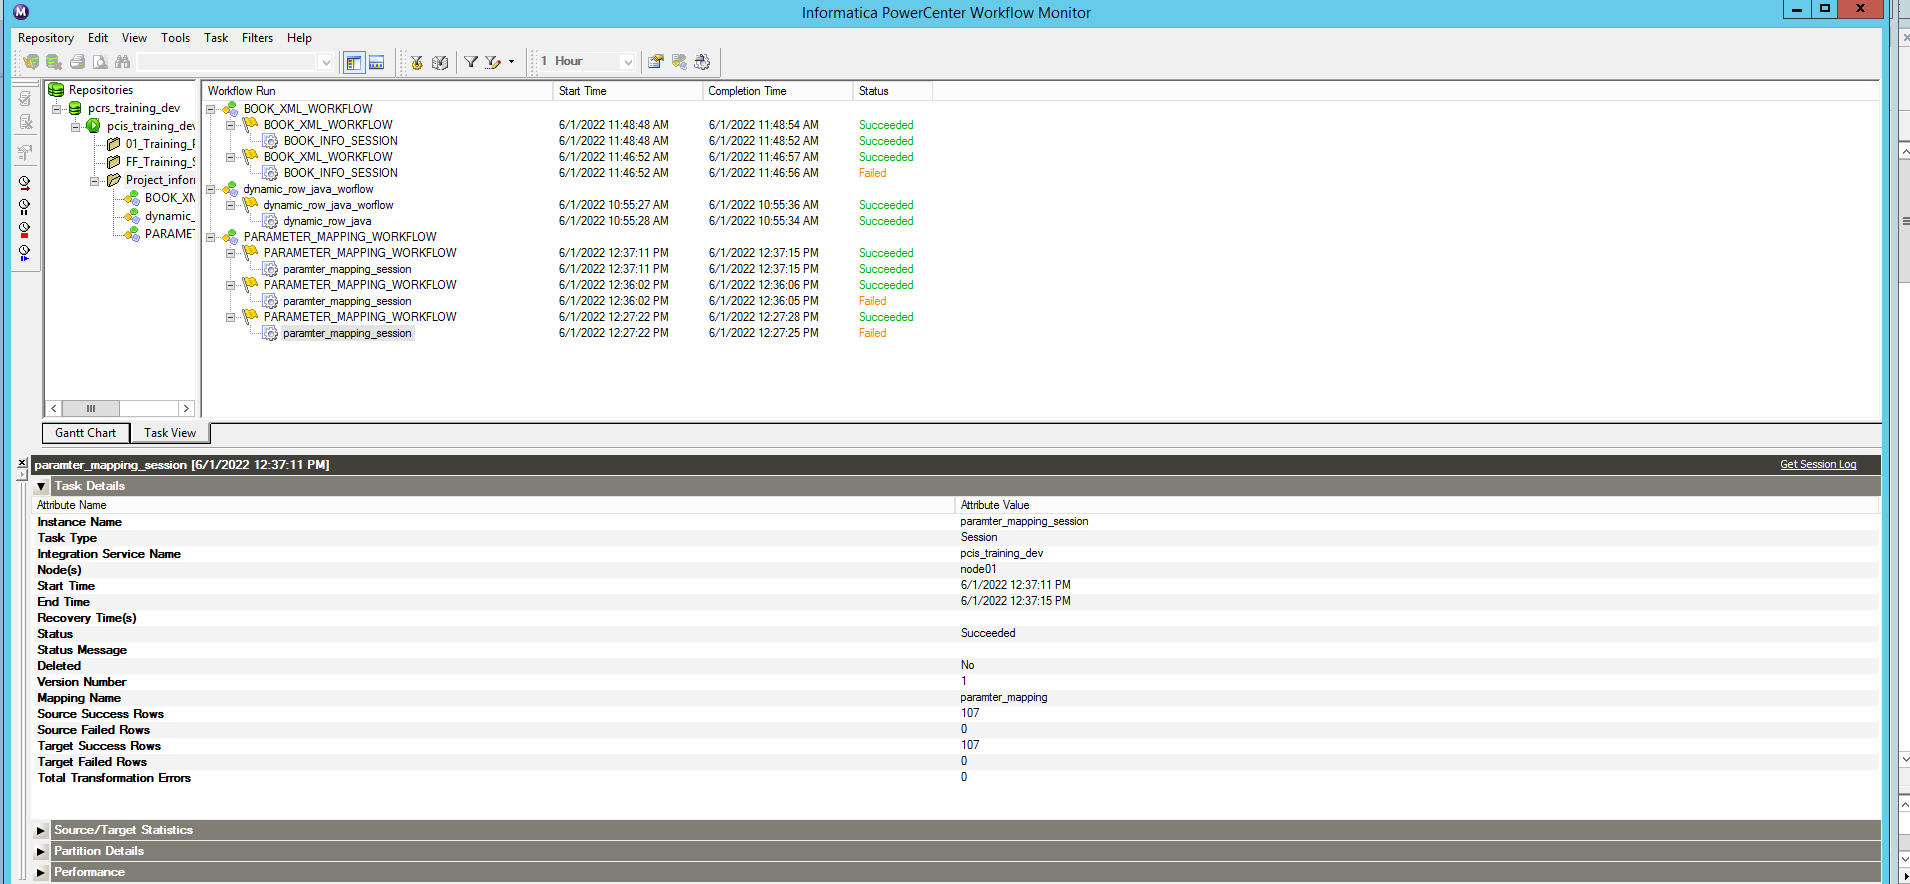 Informatica PowerCenter Workflow Monitor
Repository Edit View Tools Task Filters Help
1 Hour
Repositories
pcrs_training_dev
pcis_training_dev
01_Training_F
FF_Training_S
Project_infor
BOOK_XM
dynamic_
PARAMET
Workflow Run Start Time Completion Time Status
BOOK_XML_WORKFLOW
BOOK_XML_WORKFLOW 6/1/2022 11:48:48 AM 6/1/2022 11:48:54 AM Succeeded
BOOK_INFO_SESSION 6/1/2022 11:48:48 AM 6/1/2022 11:48:52 AM Succeeded
BOOK_XML_WORKFLOW 6/1/2022 11:46:52 AM 6/1/2022 11:46:57 AM Succeeded
BOOK_INFO_SESSION 6/1/2022 11:46:52 AM 6/1/2022 11:46:56 AM Failed
dynamic_row_java_worflow
dynamic_row_java_worflow 6/1/2022 10:55:27 AM 6/1/2022 10:55:36 AM Succeeded
dynamic_row_java 6/1/2022 10:55:28 AM 6/1/2022 10:55:34 AM Succeeded
PARAMETER_MAPPING_WORKFLOW
PARAMETER_MAPPING_WORKFLOW 6/1/2022 12:37:11 PM 6/1/2022 12:37:15 PM Succeeded
paramter_mapping_session 6/1/2022 12:37:11 PM 6/1/2022 12:37:15 PM Succeeded
PARAMETER_MAPPING_WORKFLOW 6/1/2022 12:36:02 PM 6/1/2022 12:36:06 PM Succeeded
paramter_mapping_session 6/1/2022 12:36:02 PM 6/1/2022 12:36:05 PM Failed
PARAMETER_MAPPING_WORKFLOW 6/1/2022 12:27:22 PM 6/1/2022 12:27:28 PM Succeeded
paramter_mapping_session 6/1/2022 12:27:22 PM 6/1/2022 12:27:25 PM Failed
Gantt Chart Task View
paramter_mapping_session [6/1/2022 12:37:11 PM] Get Session Log
Task Details
Attribute Name Attribute Value
Instance Name paramter_mapping_session
Task Type Session
Integration Service Name pcis_training_dev
Node(s) node01
Start Time 6/1/2022 12:37:11 PM
End Time 6/1/2022 12:37:15 PM
Recovery Time(s)
Status Succeeded
Status Message
Deleted No
Version Number 1
Mapping Name paramter_mapping
Source Success Rows 107
Source Failed Rows 0
Target Success Rows 107
Target Failed Rows 0
Total Transformation Errors 0
Source/Target Statistics
Partition Details
Performance